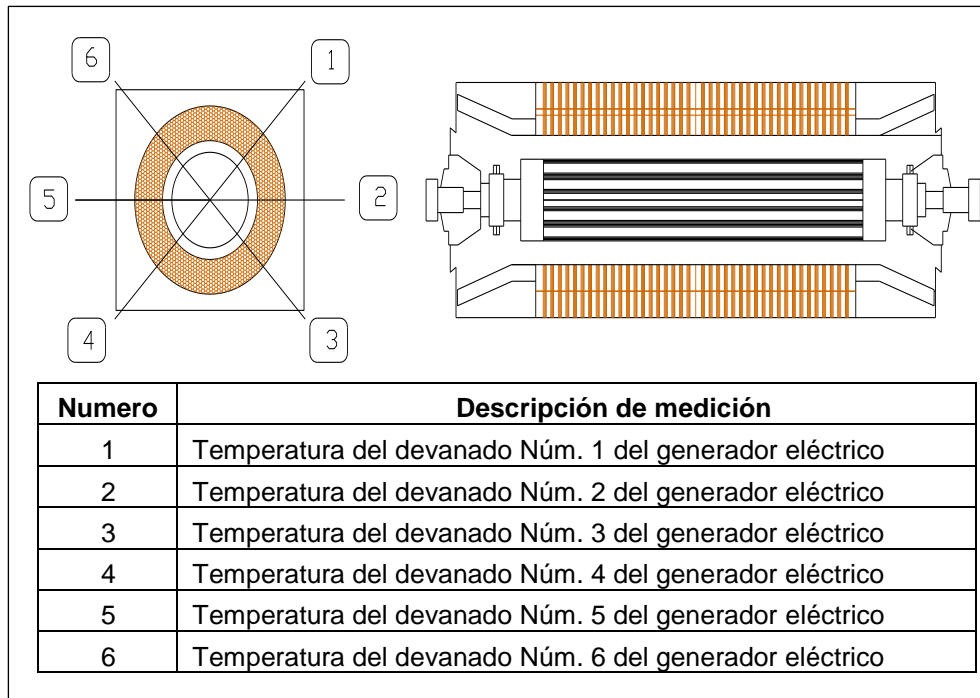 6
1
5
2
4
3
Numero Descripción de medición
1 Temperatura del devanado Núm. 1 del generador eléctrico
2 Temperatura del devanado Núm. 2 del generador eléctrico
3 Temperatura del devanado Núm. 3 del generador eléctrico
4 Temperatura del devanado Núm. 4 del generador eléctrico
5 Temperatura del devanado Núm. 5 del generador eléctrico
6 Temperatura del devanado Núm. 6 del generador eléctrico